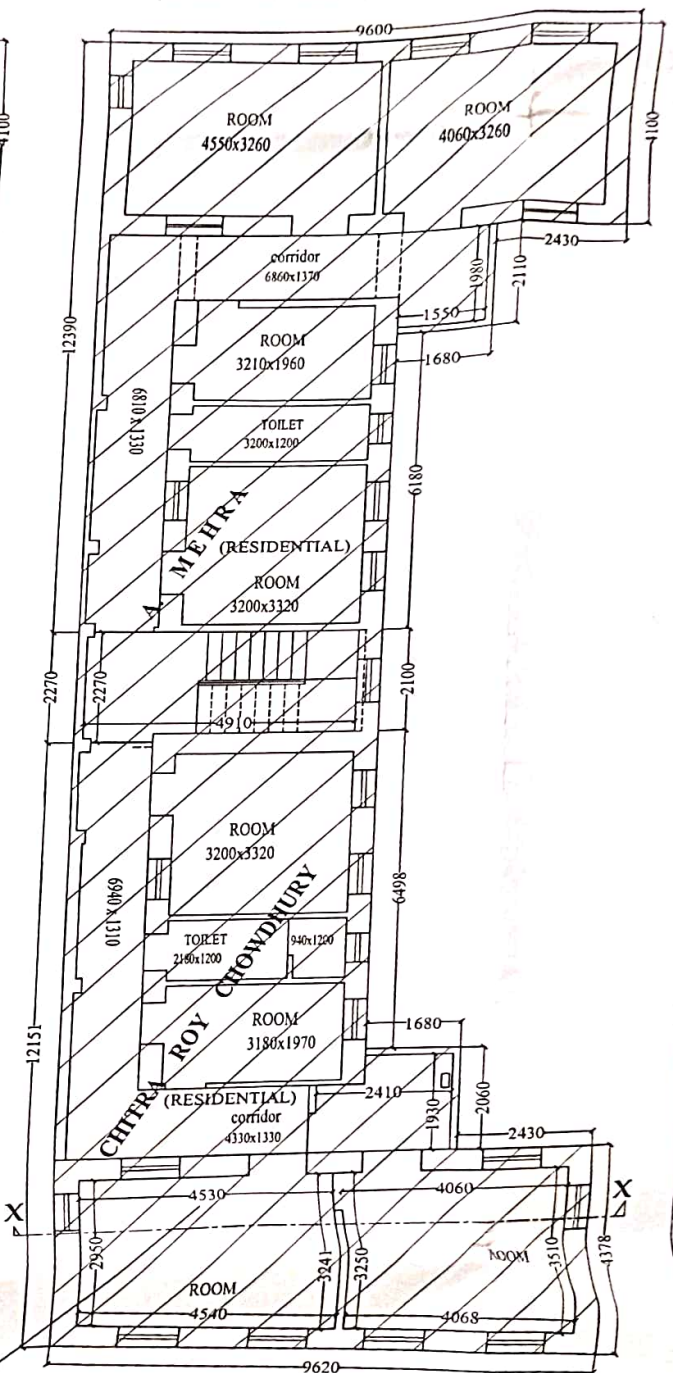 9600
4100
ROOM
4550x3260
ROOM
4060x3260
4100
2430
corridor
6860x1370
1980
2110
1550
1680
12390
ROOM
3210x1960
6810 x 1330
TOILET
3200x1200
6180
A. MEHRA
(RESIDENTIAL)
ROOM
3200x3320
2270
2270
2100
4910
ROOM
3200x3320
6498
6940 x 1310
TOILET
2180x1200
940x1200
CHITRA ROY CHOWDHURY
ROOM
3180x1970
1680
12151
(RESIDENTIAL)
2410
corridor
4330x1330
1930
2060
2430
4530
4060
X
X
2950
3241
3250
ROOM
3510
4378
ROOM
4540
4068
9620